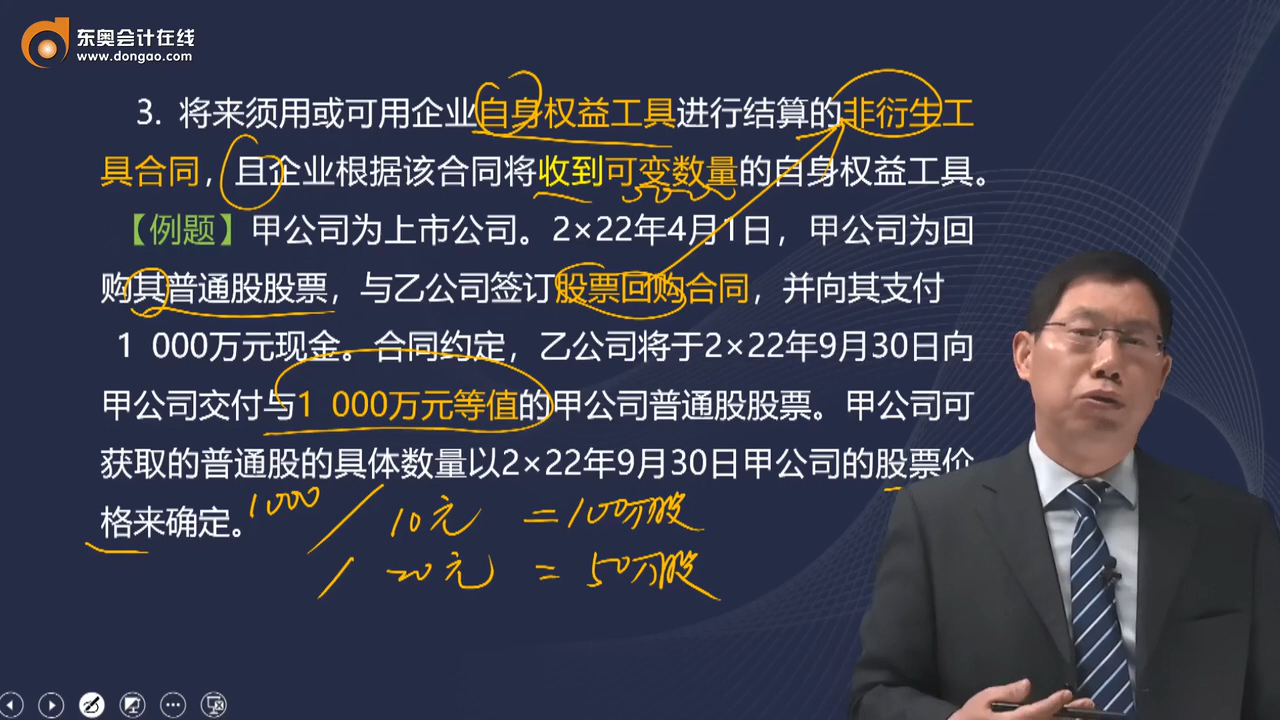 东奥会计在线
www.dongao.com
3. 将来须用或可用企业自身权益工具进行结算的非衍生工
具合同，且企业根据该合同将收到可变数量的自身权益工具。
【例题】甲公司为上市公司。2×22年4月1日，甲公司为回
购其普通股股票，与乙公司签订股票回购合同，并向其支付
1 000万元现金。合同约定，乙公司将于2×22年9月30日向
甲公司交付与1 000万元等值的甲公司普通股股票。甲公司可
获取的普通股的具体数量以2×22年9月30日甲公司的股票价
格来确定。
1000 / 10元 = 100万股
/ 20元 = 50万股